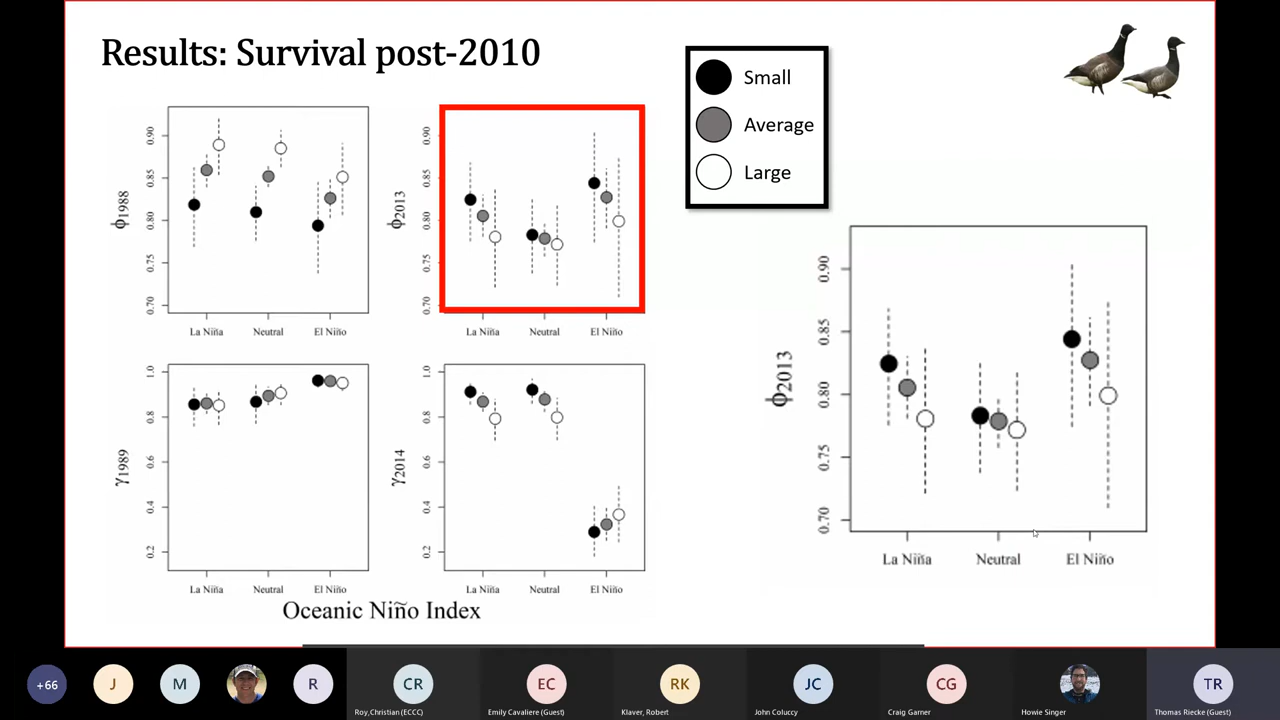 Results: Survival post-2010
Small
Average
Large
ϕ1988
0.90
0.85
0.80
0.75
0.70
La Niña
Neutral
El Niño
ϕ2013
0.90
0.85
0.80
0.75
0.70
La Niña
Neutral
El Niño
γ1989
1.0
0.8
0.6
0.4
0.2
La Niña
Neutral
El Niño
γ2014
1.0
0.8
0.6
0.4
0.2
La Niña
Neutral
El Niño
Oceanic Niño Index
ϕ2013
0.90
0.85
0.80
0.75
0.70
La Niña
Neutral
El Niño
+66
J
M
R
CR
EC
RK
JC
CG
TR
Roy,Christian (ECCC)
Emily Cavaliere (Guest)
Klaver, Robert
John Coluccy
Craig Garner
Howie Singer
Thomas Riecke (Guest)